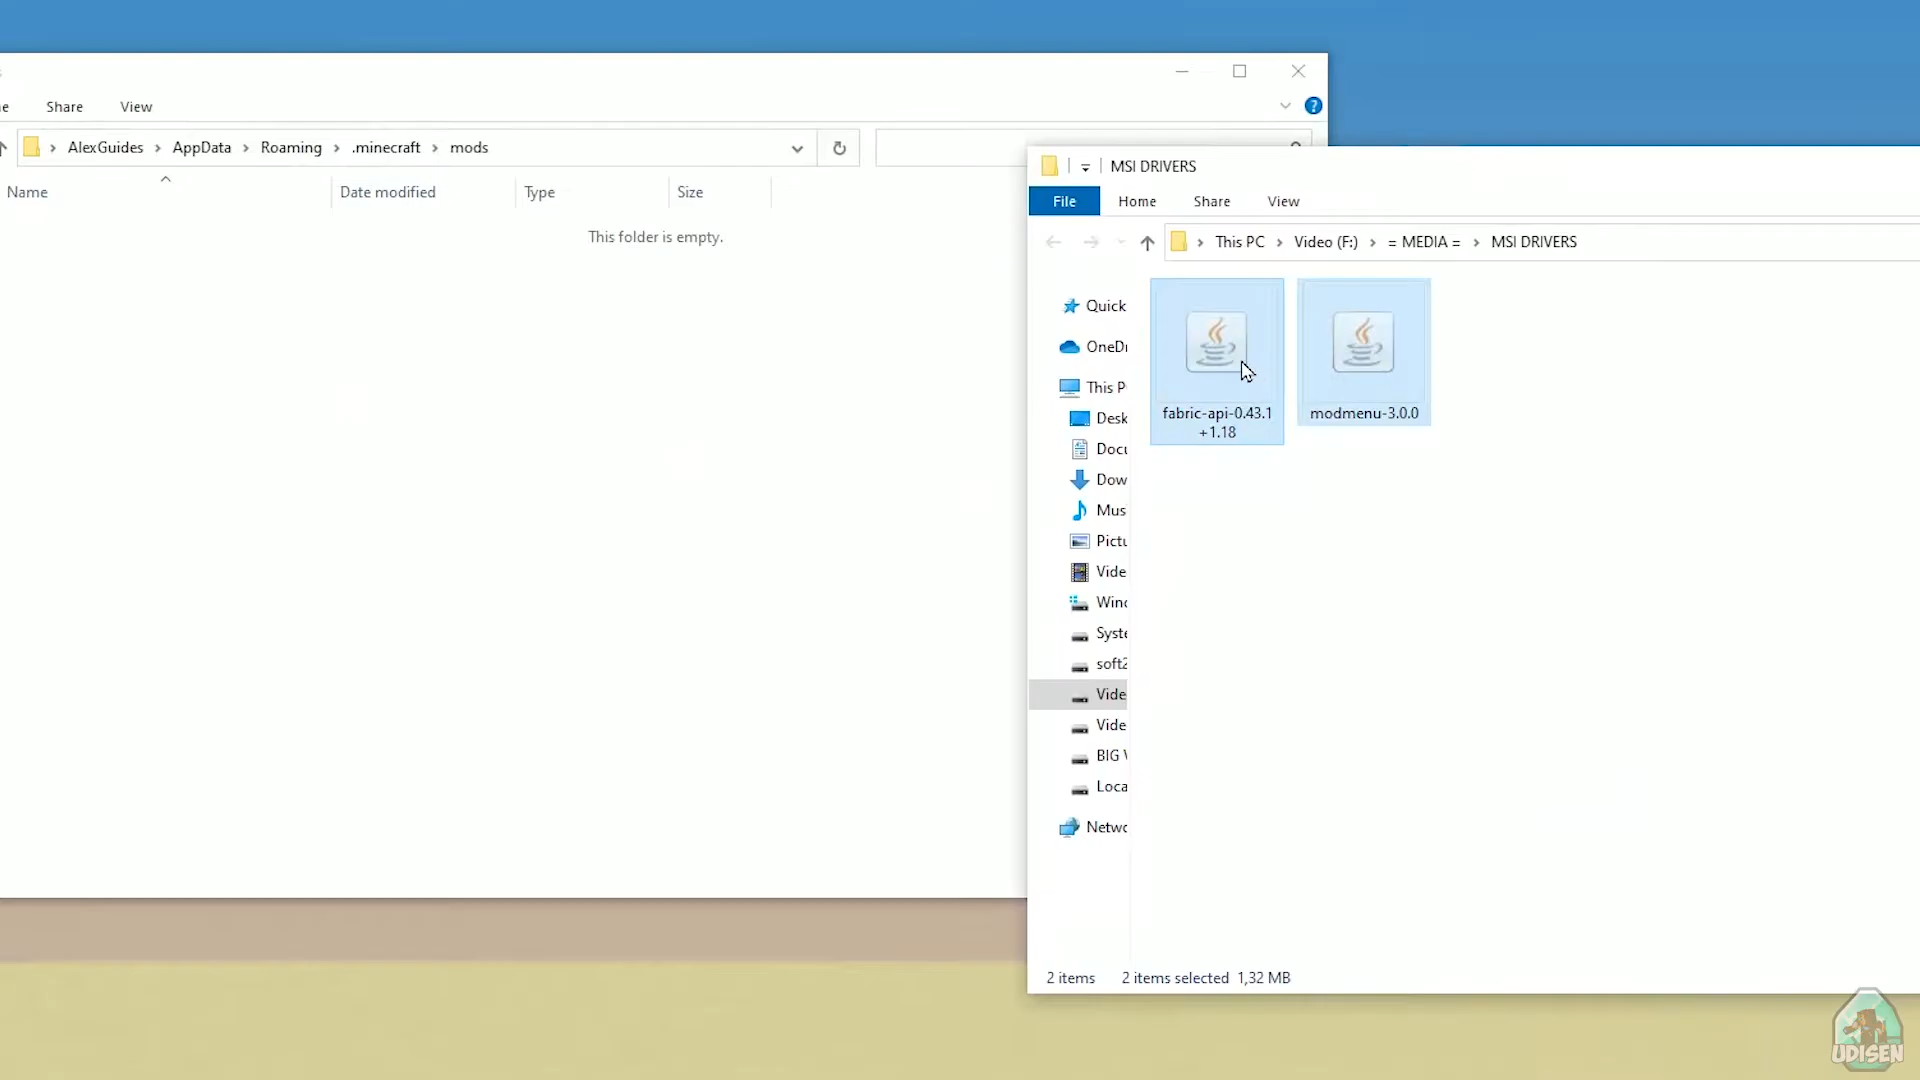 Share
View
?
AlexGuides
AppData
Roaming
.minecraft
mods
Name
Date modified
Type
Size
This folder is empty.
MSI DRIVERS
File
Home
Share
View
This PC
Video (F:)
= MEDIA =
MSI DRIVERS
Quick
OneDr
This P
Desk
Docu
Dow
Mus
Pictu
Vide
Wind
Syste
soft2
Vide
Vide
BIG V
Loca
Netwo
fabric-api-0.43.1
+1.18
modmenu-3.0.0
2 items
2 items selected 1,32 MB
UDISEN